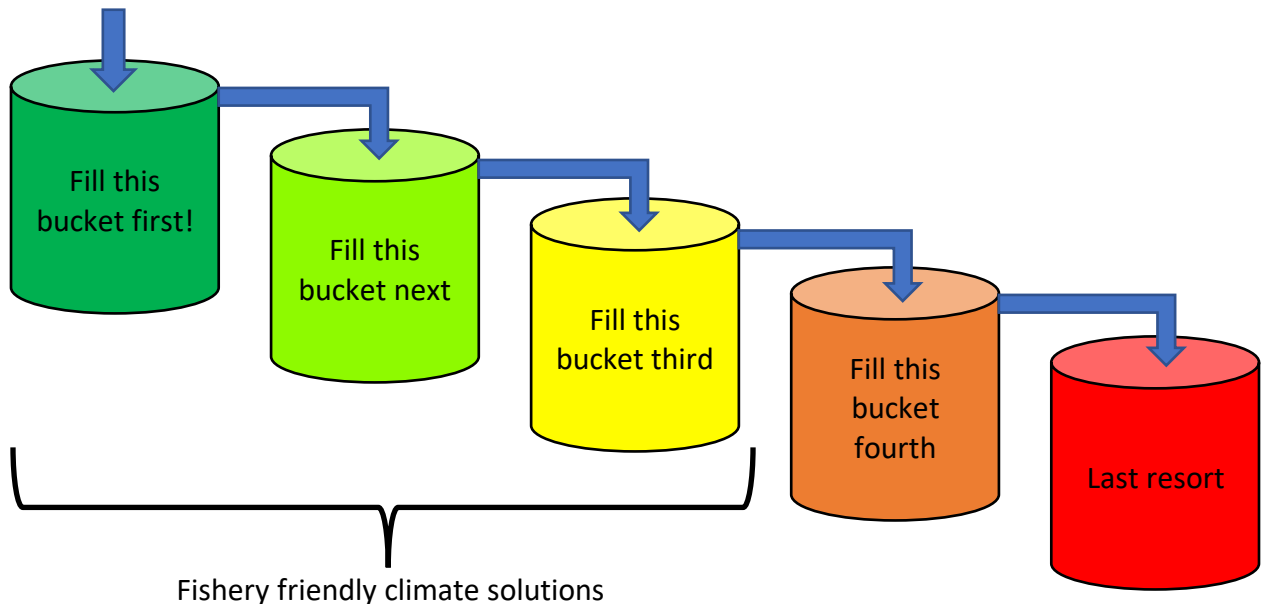 Fill this
bucket first!
Fill this
bucket next
Fill this
bucket third
Fill this
bucket
fourth
Last resort
Fishery friendly climate solutions